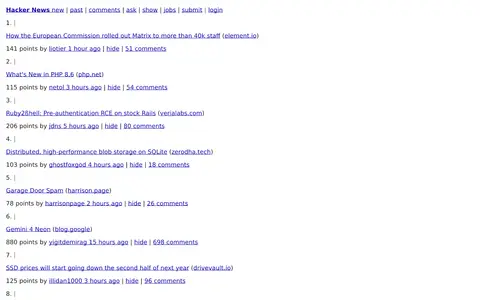 Hacker News new | past | comments | ask | show | jobs | submit | login
1. |
How the European Commission rolled out Matrix to more than 40k staff (element.io)
141 points by liotier 1 hour ago | hide | 51 comments
2. |
What's New in PHP 8.6 (php.net)
115 points by netol 3 hours ago | hide | 54 comments
3. |
Ruby2Shell: Pre-authentication RCE on stock Rails (verialabs.com)
206 points by jdns 5 hours ago | hide | 80 comments
4. |
Distributed, high-performance blob storage on SQLite (zerodha.tech)
103 points by ghostfoxgod 4 hours ago | hide | 18 comments
5. |
Garage Door Spam (harrison.page)
78 points by harrisonpage 2 hours ago | hide | 26 comments
6. |
Gemini 4 Neon (blog.google)
880 points by yigitdemirag 15 hours ago | hide | 698 comments
7. |
SSD prices will start going down the second half of next year (drivevault.io)
125 points by illidan1000 3 hours ago | hide | 96 comments
8. |